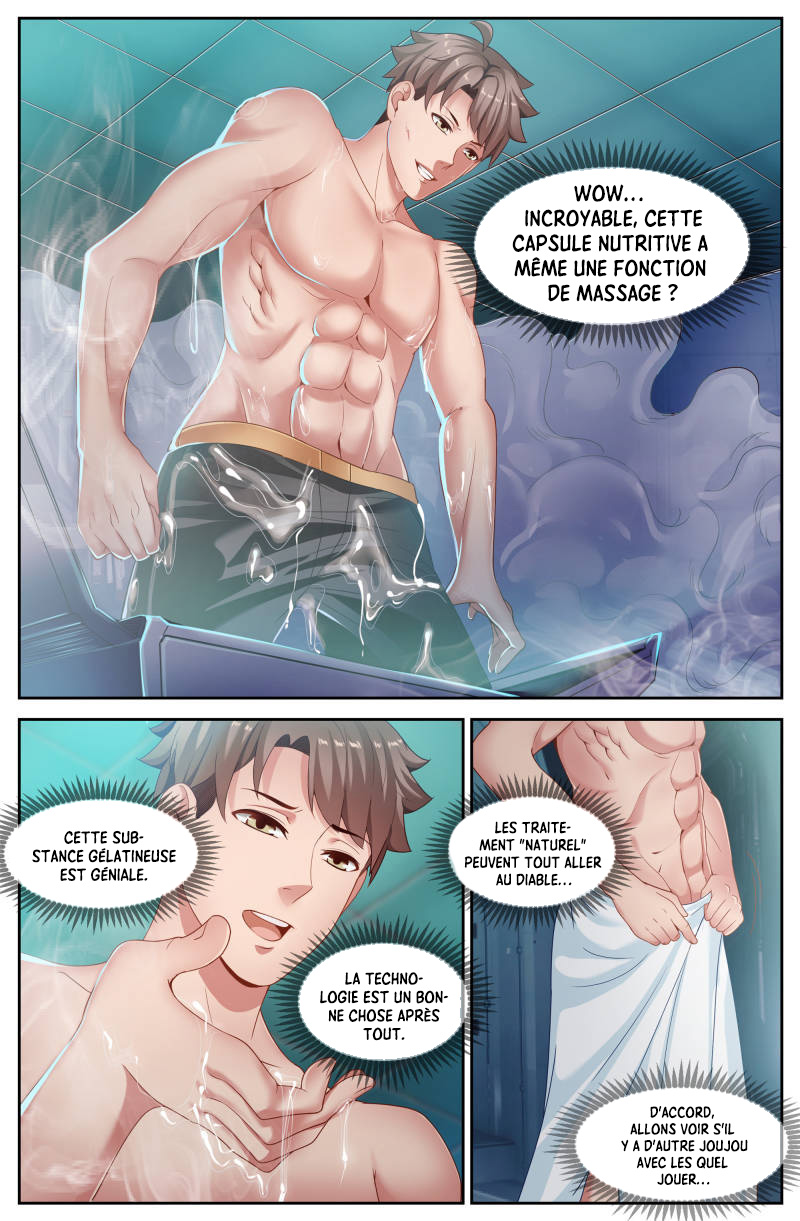 WOW...
INCROYABLE, CETTE
CAPSULE NUTRITIVE A
MÊME UNE FONCTION
DE MASSAGE ?
CETTE SUB-
STANCE GÉLATINEUSE
EST GÉNIALE.
LA TECHNO-
LOGIE EST UN BON-
NE CHOSE APRÈS
TOUT.
LES TRAITE-
MENT "NATUREL"
PEUVENT TOUT ALLER
AU DIABLE...
D'ACCORD,
ALLONS VOIR S'IL
Y A D'AUTRE JOUJOU
AVEC LES QUEL
JOUER...